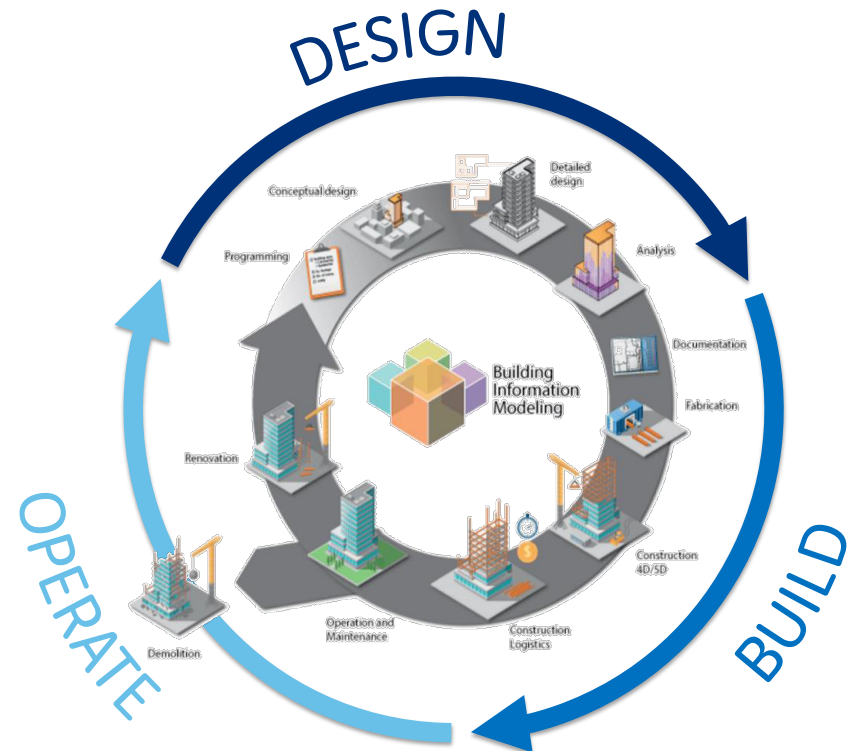 DESIGN
Conceptual design
Detailed
design
Programming
Analysis
Documentation
Building
Information
Modeling
Fabrication
Renovation
Construction
4D/5D
Operation and
Maintenance
Construction
Logistics
Demolition
OPERATE
BUILD
$